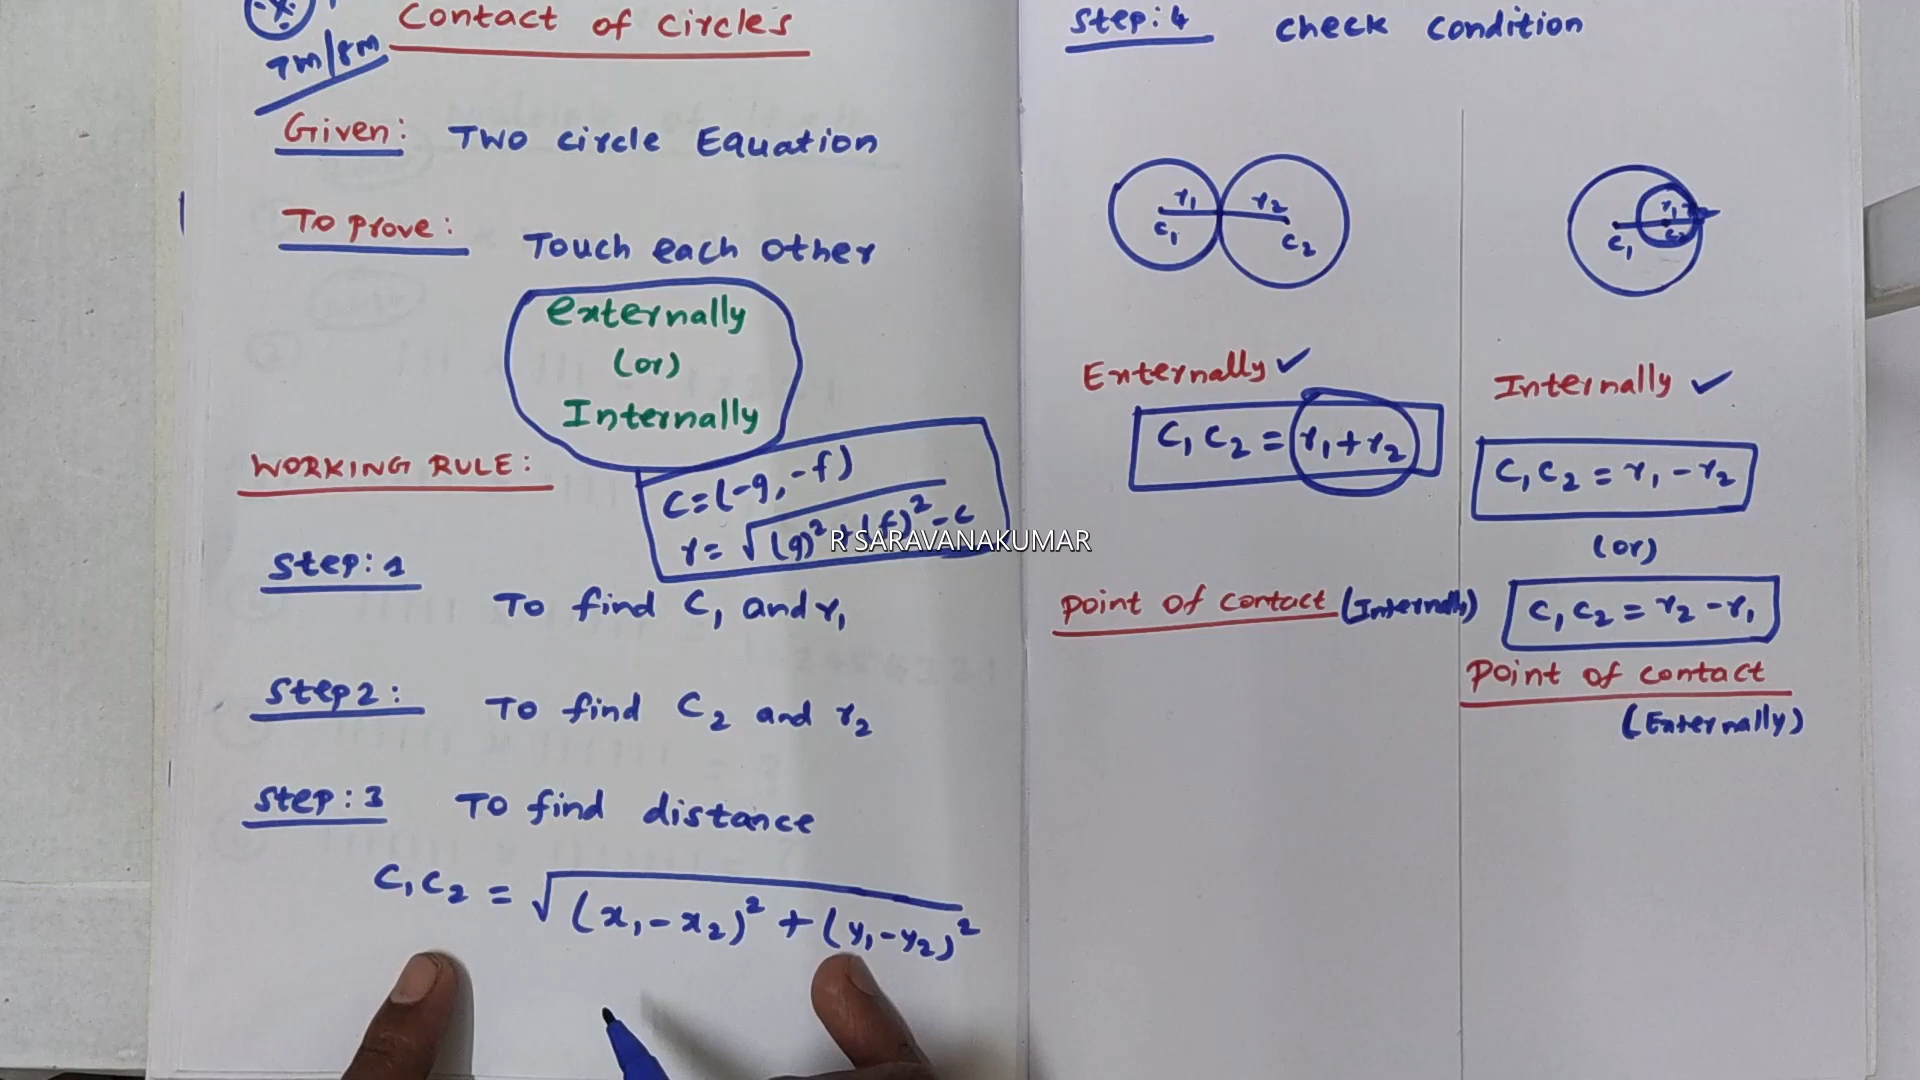 Contact of Circles
7m/8m
Given: Two circle Equation
To prove: Touch each other
Externally
(or)
Internally
WORKING RULE:
C=(-g,-f)
r=√(g)²+(f)²-c
Step:1
To find C₁ and r₁
Step2: To find C₂ and r₂
Step:3 To find distance
C₁C₂ = √(x₁-x₂)²+(y₁-y₂)²
Step:4 check condition
r₁ r₂
C₁ C₂
Externally ✓
C₁C₂ = r₁+r₂
Point of contact (Internally)
r₁
C₁ C₂
Internally ✓
C₁C₂ = r₁-r₂
(or)
C₁C₂ = r₂-r₁
Point of contact
(Externally)
R SARAVANAKUMAR